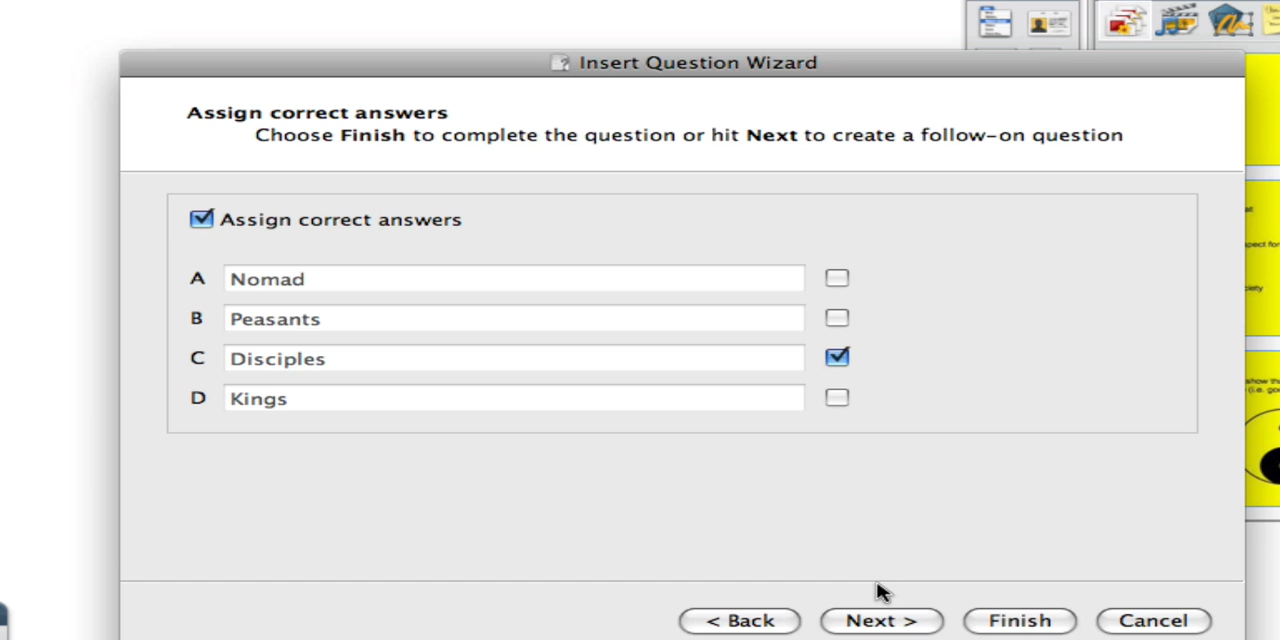 Insert Question Wizard
Assign correct answers
Choose Finish to complete the question or hit Next to create a follow-on question
Assign correct answers
A Nomad
B Peasants
C Disciples
D Kings
< Back Next > Finish Cancel